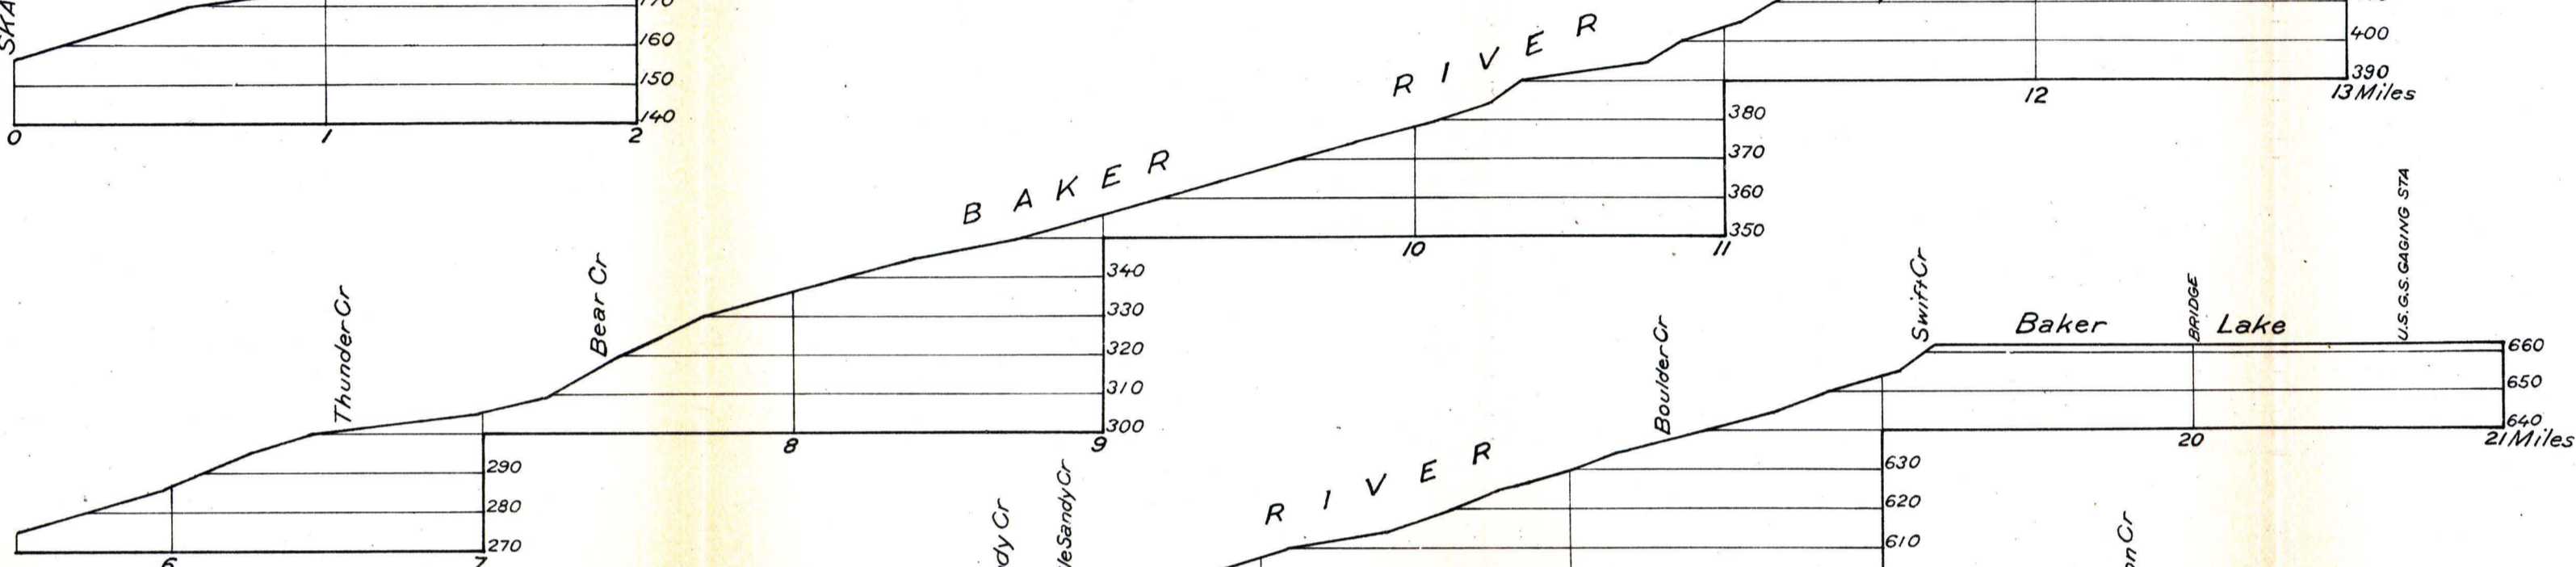 170
160
150
140
0 1 2
BAKER RIVER
400
390
12 13 Miles
380
370
360
350
10 11
340
330
320
310
300
8 9
Thunder Cr
Bear Cr
290
280
270
6 7
RIVER
Boulder Cr
Swift Cr
Baker Lake
BRIDGE
U.S.G.S. GAGING STA
660
650
640
20 21 Miles
630
620
610